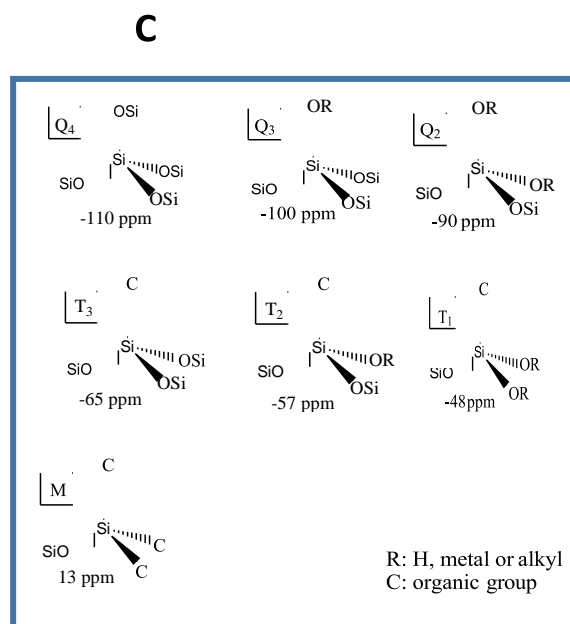 C
Q4 OSi Q3 OR Q2 OR
Si Si Si
SiO OSi SiO OSi SiO OR
OSi OSi OSi
-110 ppm -100 ppm -90 ppm
T3 C T2 C T1 C
Si Si Si
SiO OSi SiO OR SiO OR
OSi OSi OR
-65 ppm -57 ppm -48ppm
M C
Si
SiO C
C
13 ppm
R: H, metal or alkyl
C: organic group